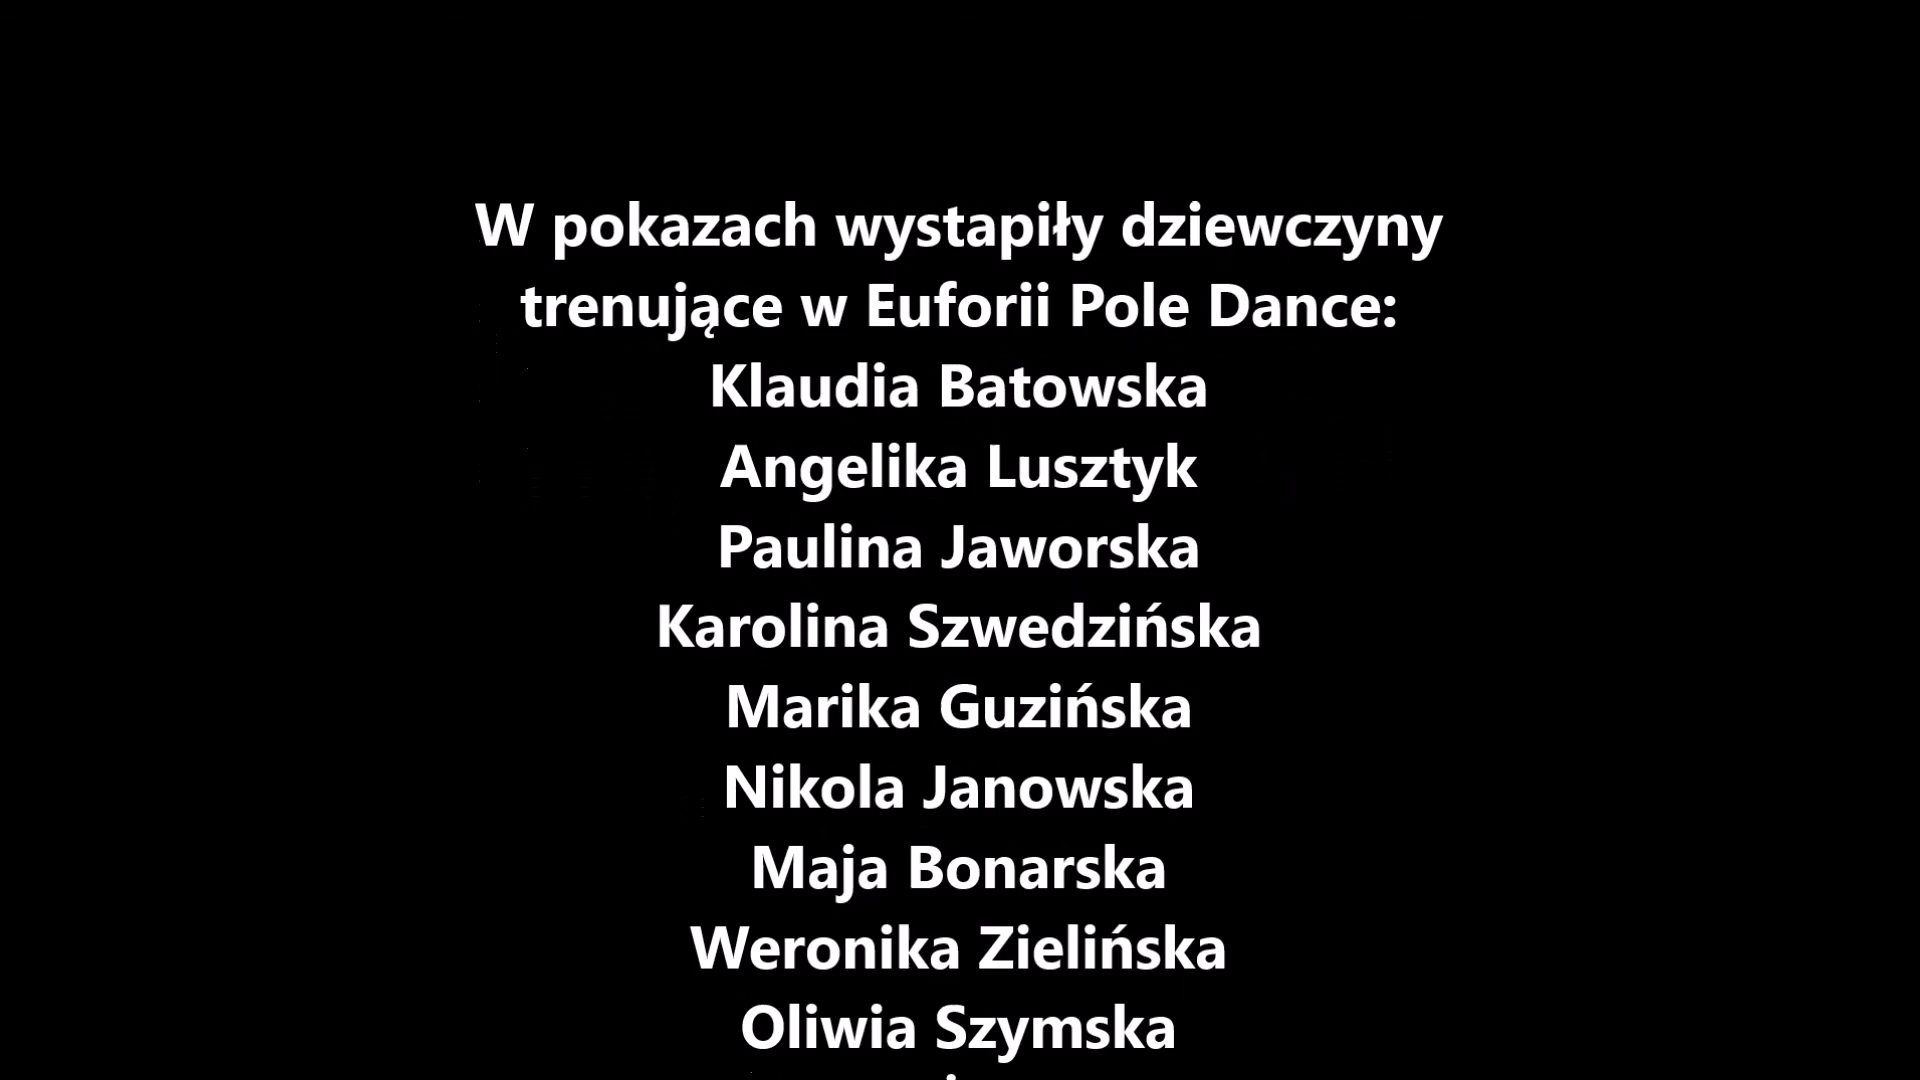 W pokazach wystapiły dziewczyny
trenujące w Euforii Pole Dance:
Klaudia Batowska
Angelika Lusztyk
Paulina Jaworska
Karolina Szwedzińska
Marika Guzińska
Nikola Janowska
Maja Bonarska
Weronika Zielińska
Oliwia Szymska